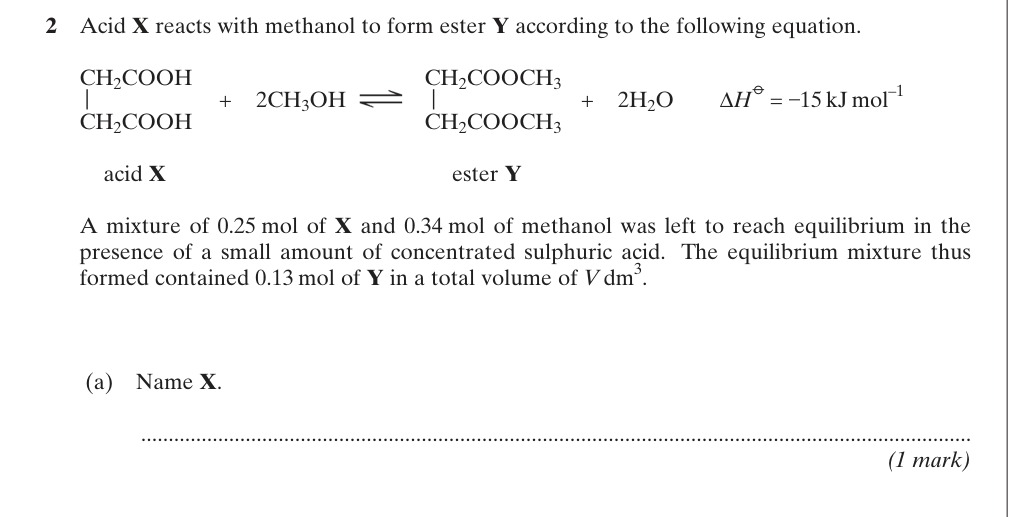 2 Acid X reacts with methanol to form ester Y according to the following equation.
CH₂COOH CH₂COOCH₃
| + 2CH₃OH ⇌ | + 2H₂O ΔH⦵ = –15 kJ mol⁻¹
CH₂COOH CH₂COOCH₃
acid X ester Y
A mixture of 0.25 mol of X and 0.34 mol of methanol was left to reach equilibrium in the
presence of a small amount of concentrated sulphuric acid. The equilibrium mixture thus
formed contained 0.13 mol of Y in a total volume of V dm³.
(a) Name X.
(1 mark)